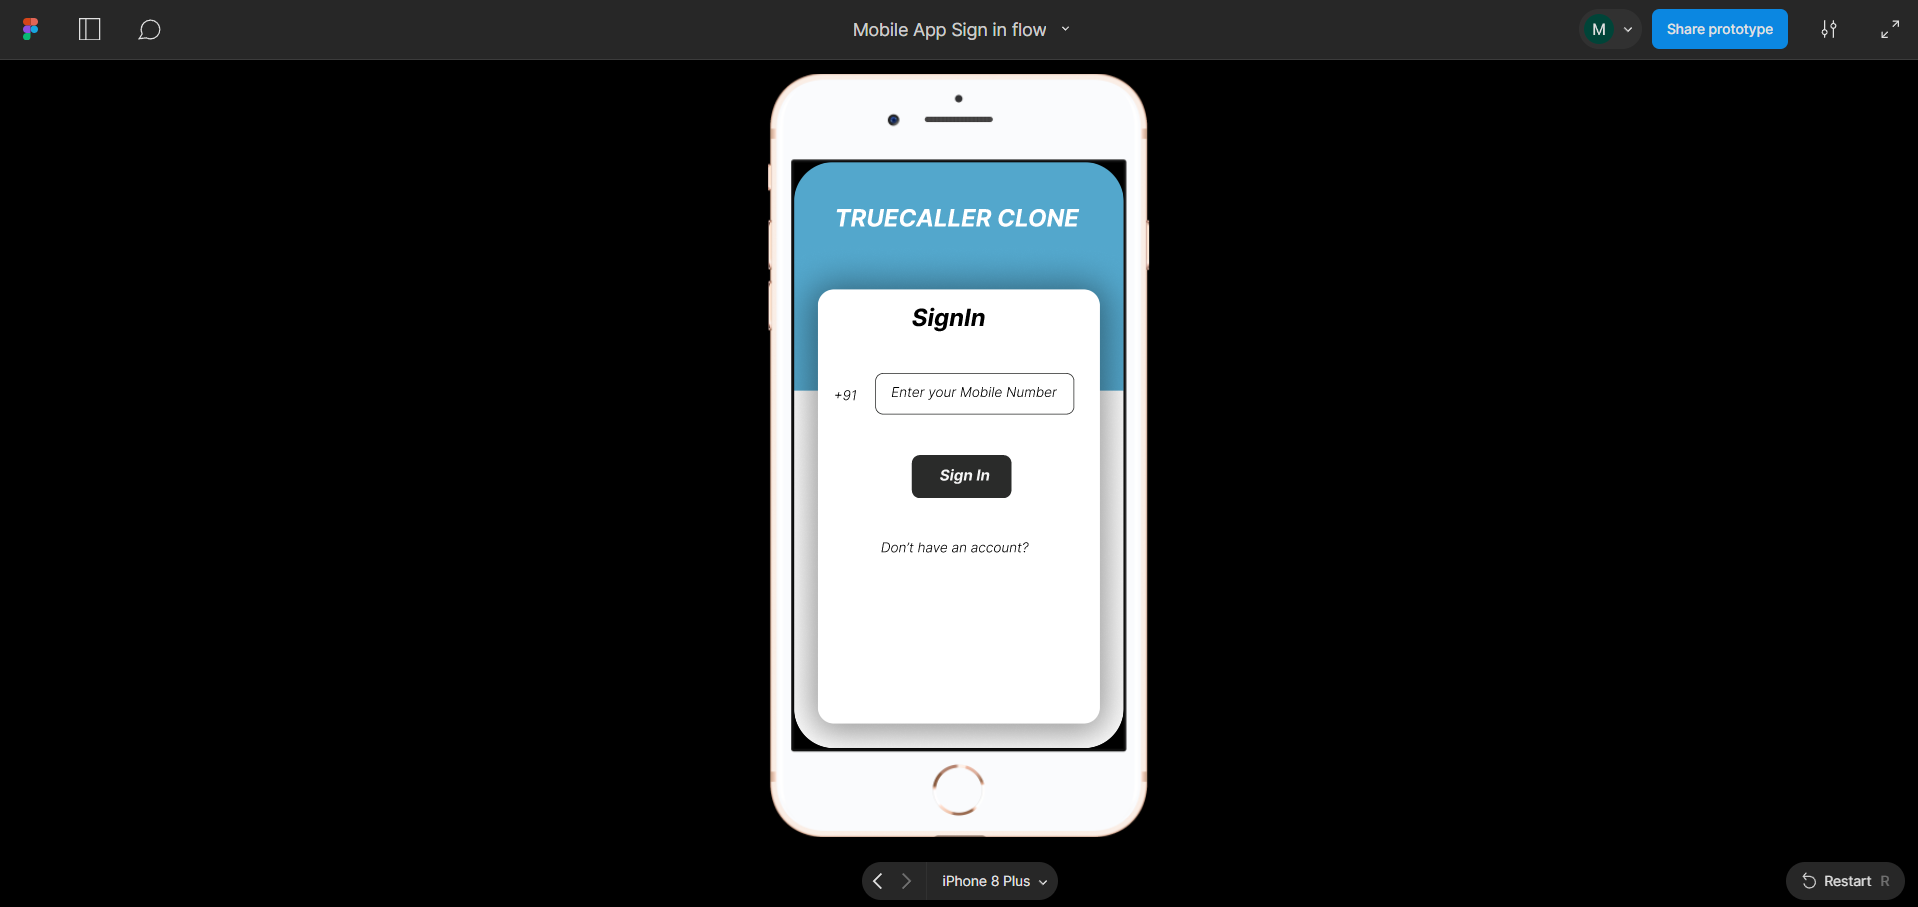 Mobile App Sign in flow
M
Share prototype
TRUECALLER CLONE
SignIn
+91
Enter your Mobile Number
Sign In
Don't have an account?
iPhone 8 Plus
Restart R